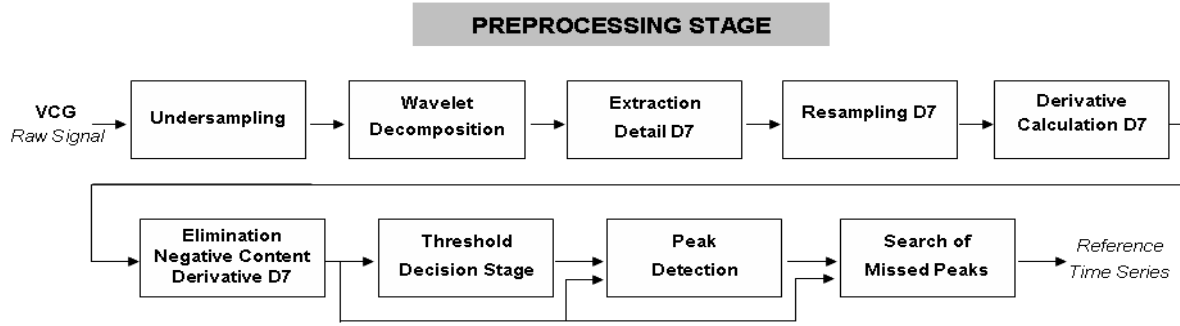 PREPROCESSING STAGE
VCG
Raw Signal
Undersampling
Wavelet
Decomposition
Extraction
Detail D7
Resampling D7
Derivative
Calculation D7
Elimination
Negative Content
Derivative D7
Threshold
Decision Stage
Peak
Detection
Search of
Missed Peaks
Reference
Time Series